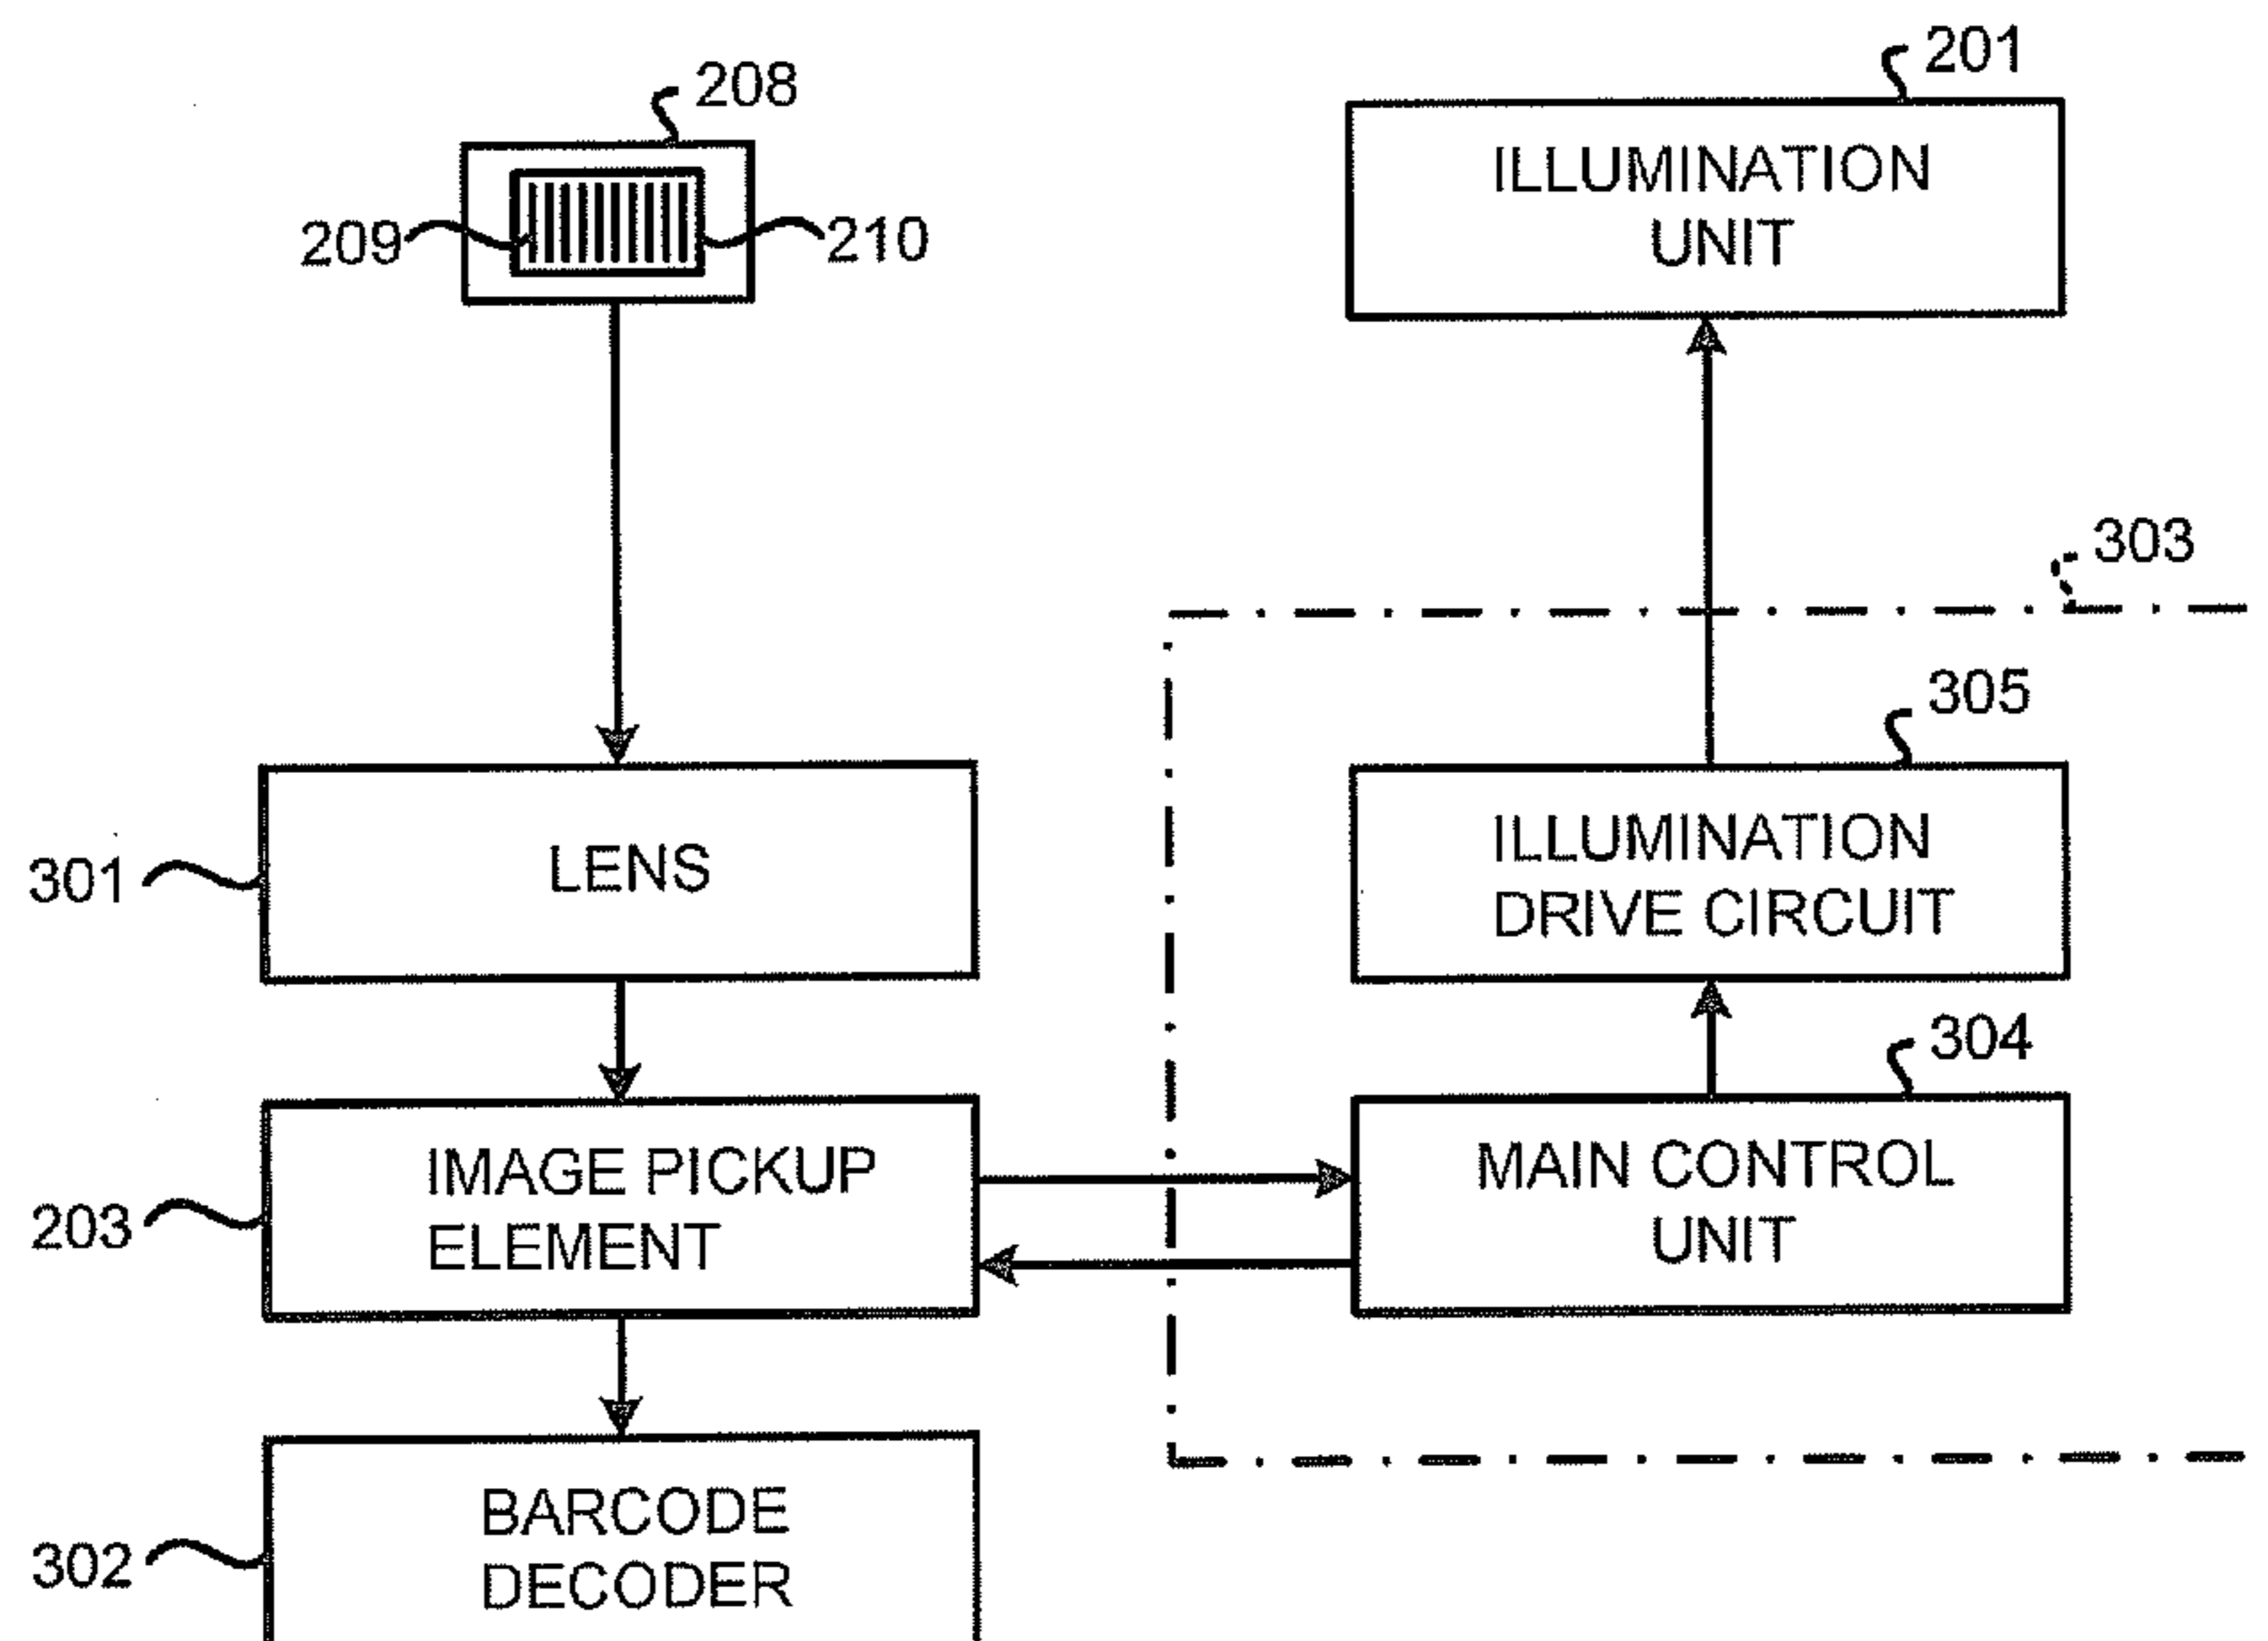 201
208
ILLUMINATION
UNIT
209
210
303
305
301
LENS
ILLUMINATION
DRIVE CIRCUIT
304
203
IMAGE PICKUP
ELEMENT
MAIN CONTROL
UNIT
302
BARCODE
DECODER